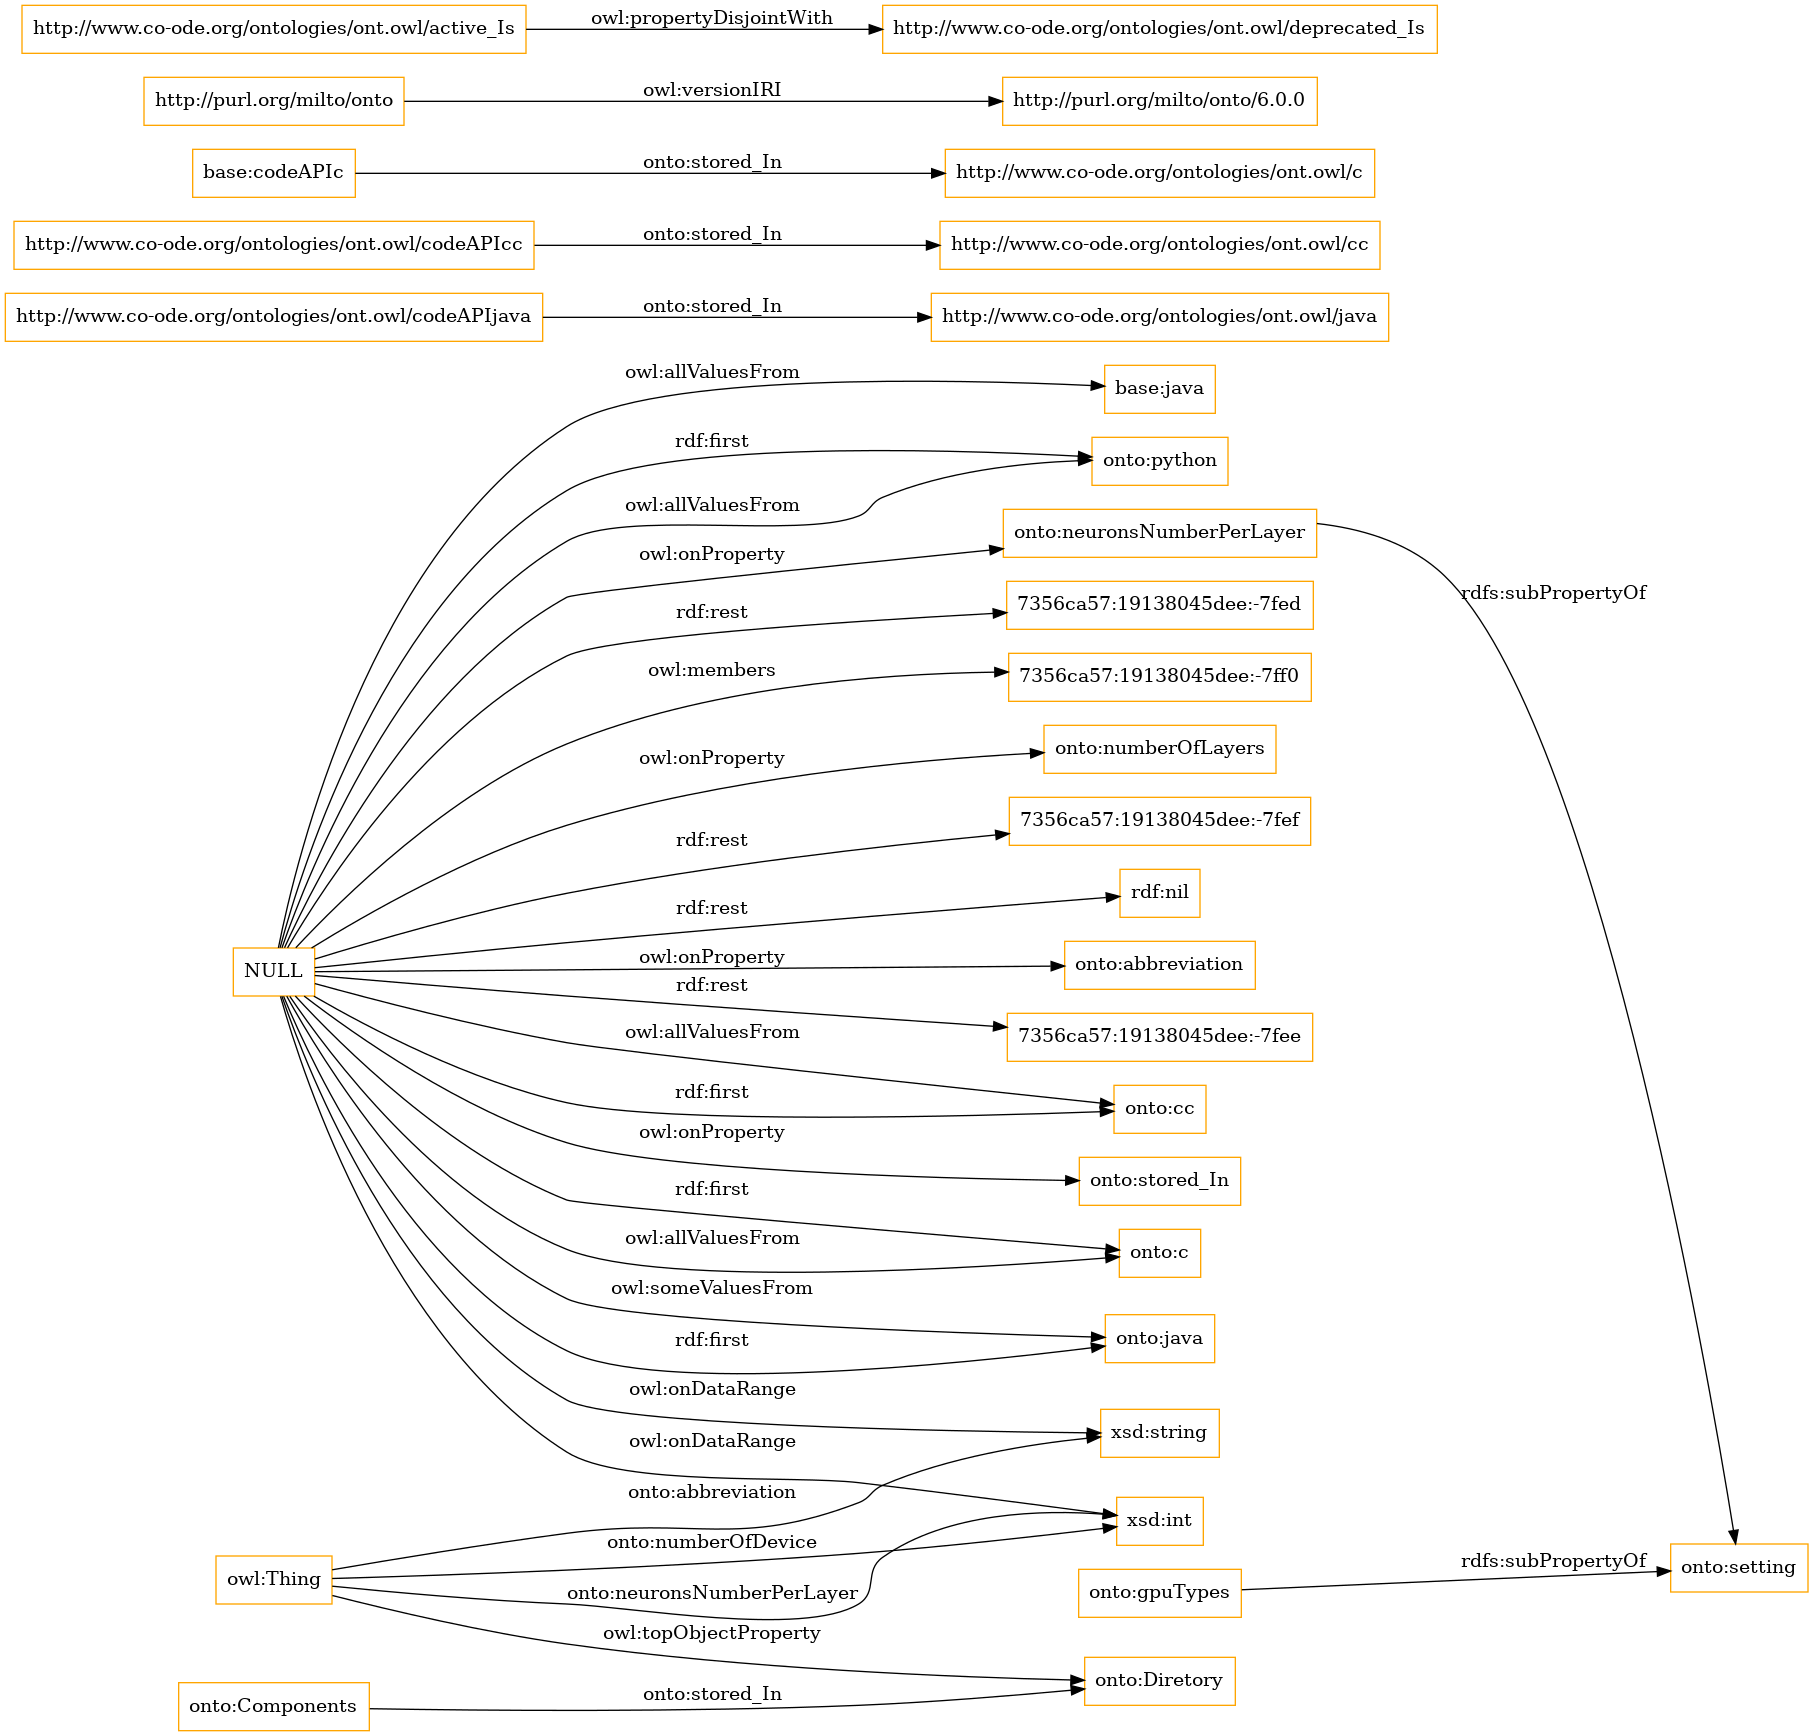 http://www.co-ode.org/ontologies/ont.owl/active_Is
owl:propertyDisjointWith
http://www.co-ode.org/ontologies/ont.owl/deprecated_Is
http://purl.org/milto/onto
owl:versionIRI
http://purl.org/milto/onto/6.0.0
base:codeAPIc
onto:stored_In
http://www.co-ode.org/ontologies/ont.owl/c
http://www.co-ode.org/ontologies/ont.owl/codeAPIcc
onto:stored_In
http://www.co-ode.org/ontologies/ont.owl/cc
http://www.co-ode.org/ontologies/ont.owl/codeAPIjava
onto:stored_In
http://www.co-ode.org/ontologies/ont.owl/java
owl:allValuesFrom
base:java
rdf:first
onto:python
owl:allValuesFrom
onto:neuronsNumberPerLayer
owl:onProperty
rdfs:subPropertyOf
7356ca57:19138045dee:-7fed
rdf:rest
owl:members
7356ca57:19138045dee:-7ff0
owl:onProperty
onto:numberOfLayers
7356ca57:19138045dee:-7fef
rdf:rest
rdf:nil
rdf:rest
NULL
owl:onProperty
onto:abbreviation
rdf:rest
7356ca57:19138045dee:-7fee
owl:allValuesFrom
rdf:first
onto:cc
owl:onProperty
onto:stored_In
rdf:first
owl:allValuesFrom
onto:c
owl:someValuesFrom
rdf:first
onto:java
owl:onDataRange
xsd:string
owl:onDataRange
onto:abbreviation
xsd:int
onto:numberOfDevice
owl:Thing
onto:neuronsNumberPerLayer
onto:gpuTypes
rdfs:subPropertyOf
onto:setting
owl:topObjectProperty
onto:Diretory
onto:Components
onto:stored_In